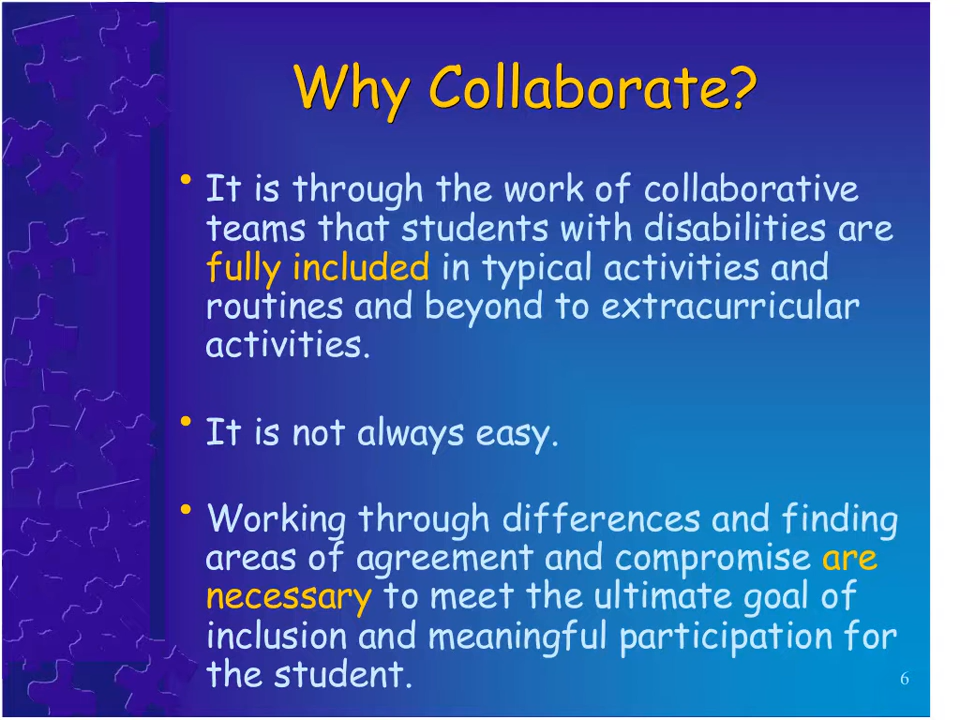 Why Collaborate?
• It is through the work of collaborative
teams that students with disabilities are
fully included in typical activities and
routines and beyond to extracurricular
activities.
• It is not always easy.
• Working through differences and finding
areas of agreement and compromise are
necessary to meet the ultimate goal of
inclusion and meaningful participation for
the student.
6